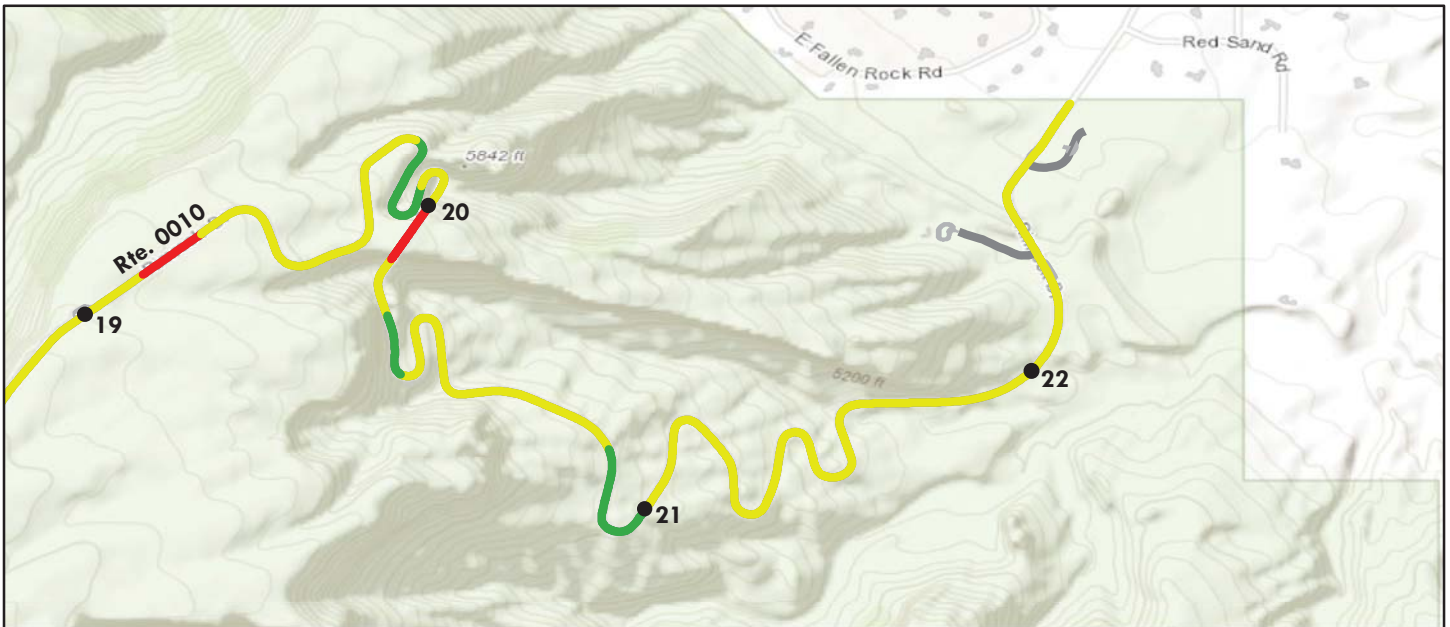 E Fallen Rock Rd
Red Sand Rd
5842 ft
20
Rte. 0010
19
5200 ft
22
21